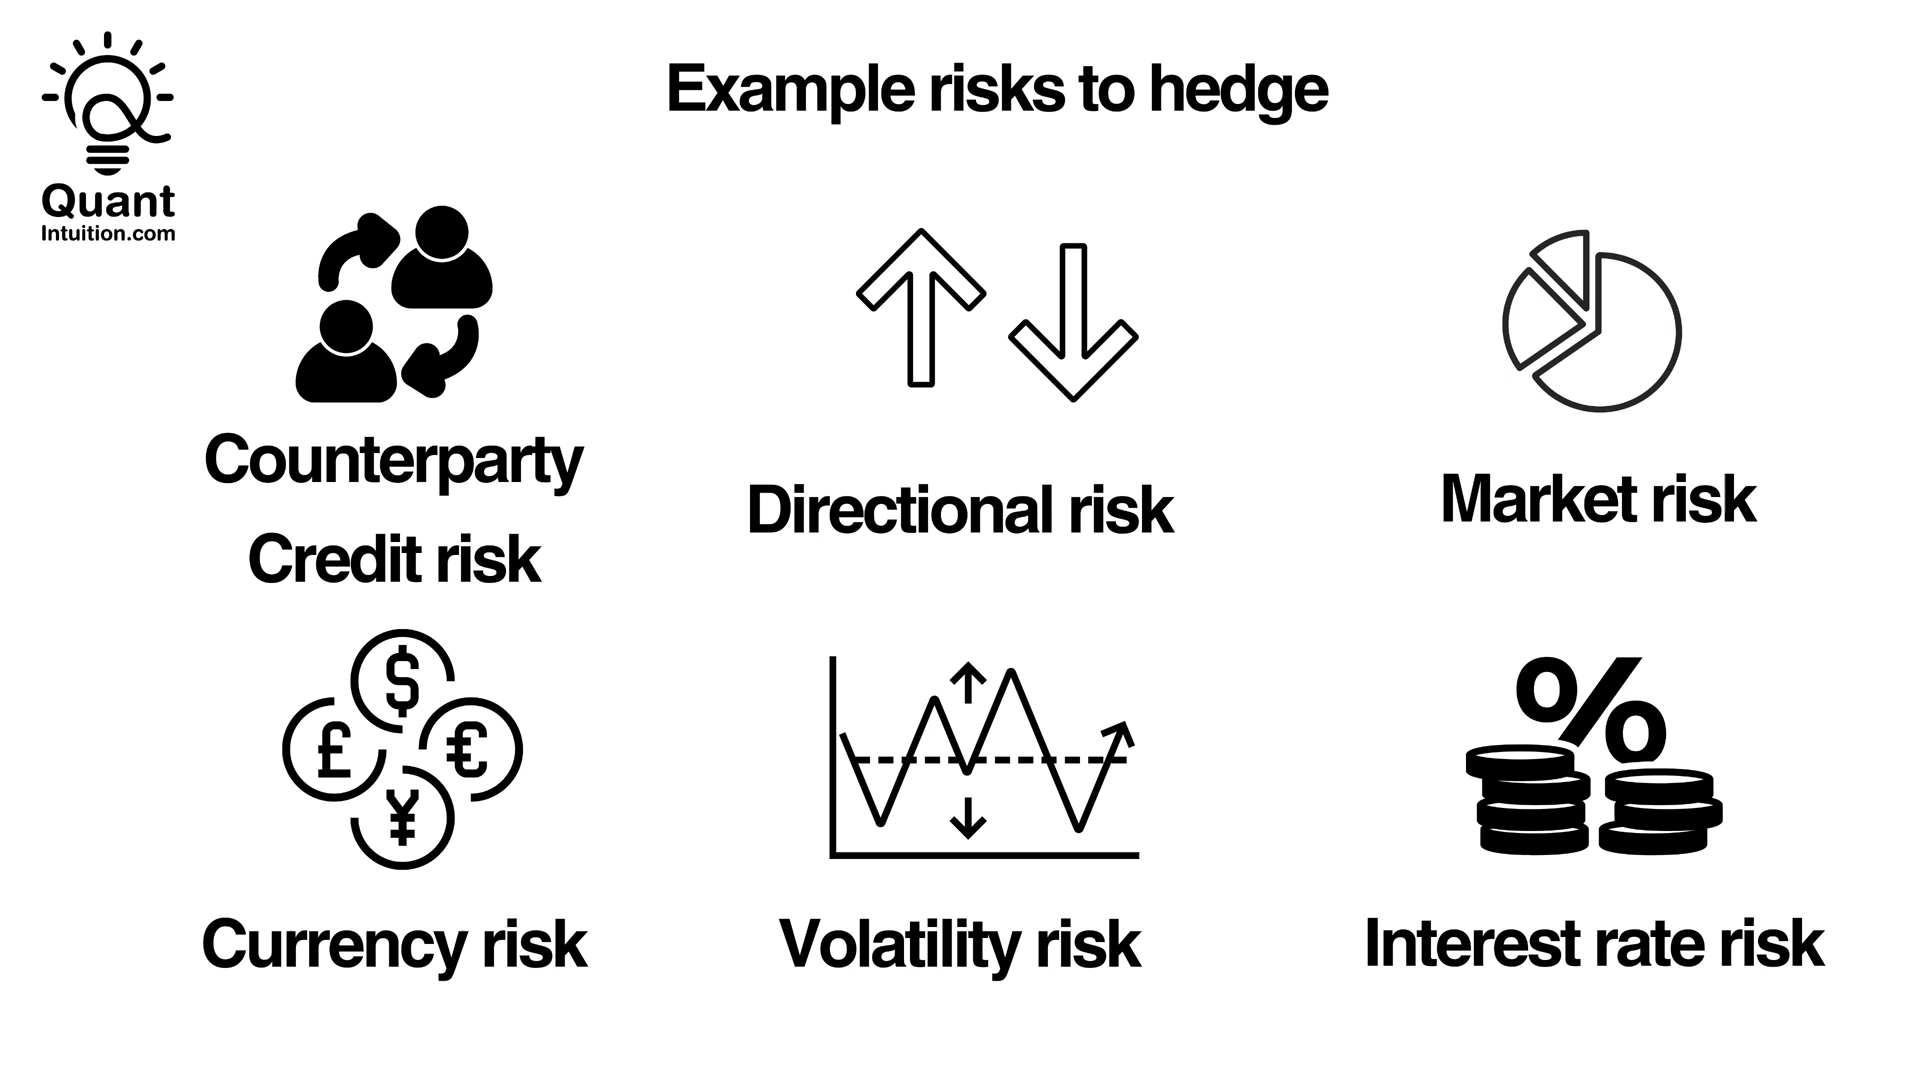 Quant
Intuition.com
Example risks to hedge
Counterparty
Credit risk
Directional risk
Market risk
$
£
€
¥
%
Currency risk
Volatility risk
Interest rate risk